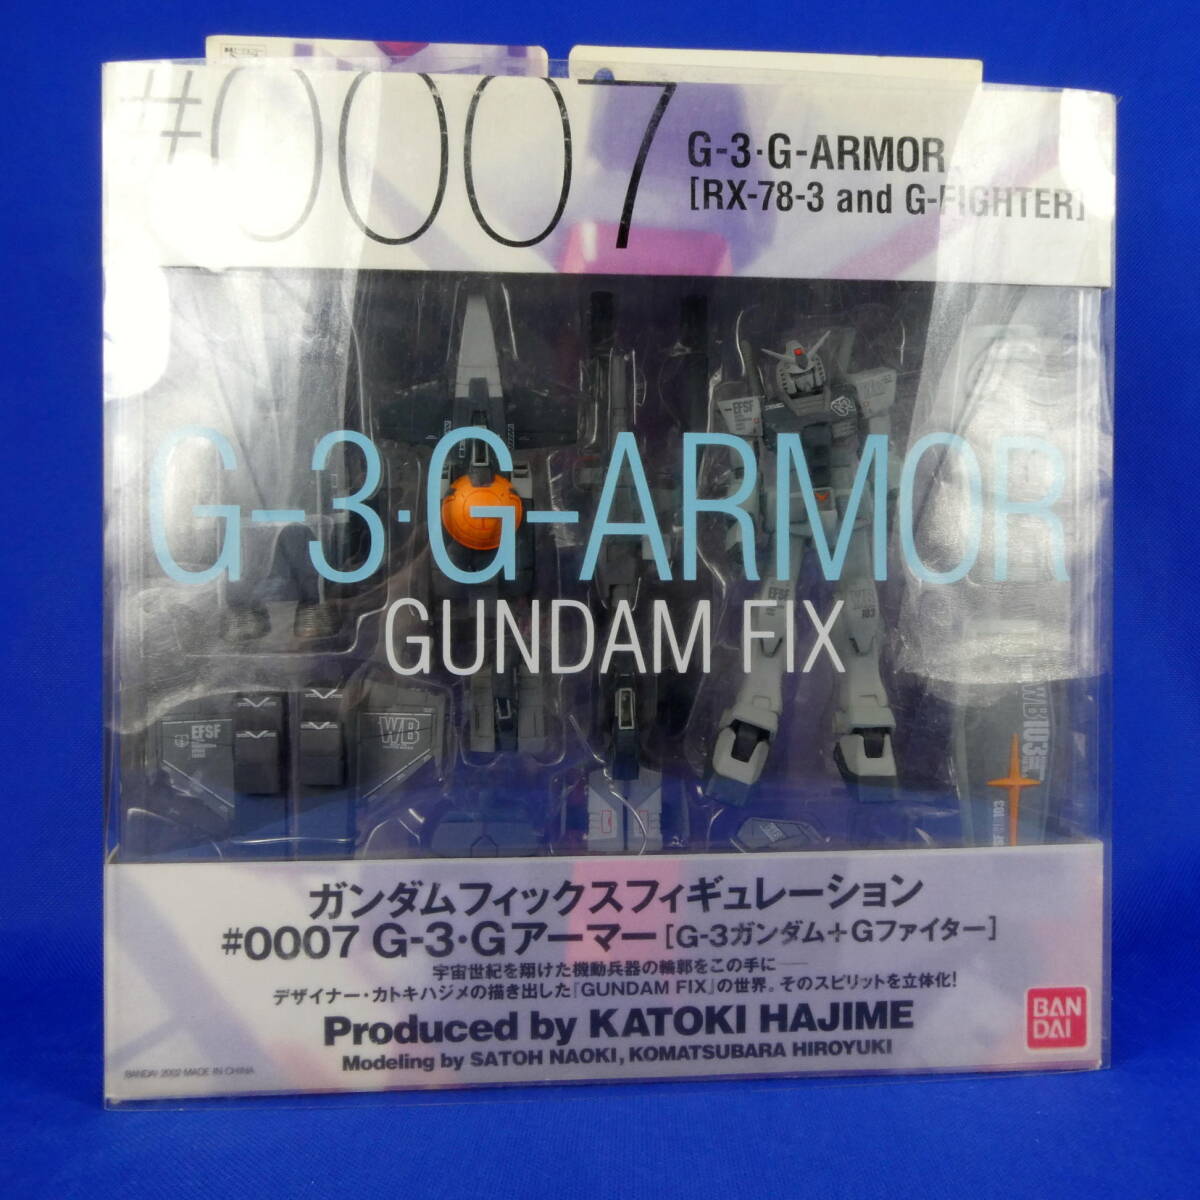 #0007
G-3·G-ARMOR
[RX-78-3 and G-FIGHTER]
EFSF
G-3·G-ARMOR
GUNDAM FIX
103
EFSF
WB
WB
103
103
ガンダムフィックスフィギュレーション
#0007 G-3・Gアーマー[G-3ガンダム+Gファイター]
宇宙世紀を翔けた機動兵器の輪郭をこの手に――
デザイナー・カトキハジメの描き出した『GUNDAM FIX』の世界。そのスピリットを立体化!
Produced by KATOKI HAJIME
Modeling by SATOH NAOKI, KOMATSUBARA HIROYUKI
BAN
DAI
BANDAI 2002 MADE IN CHINA